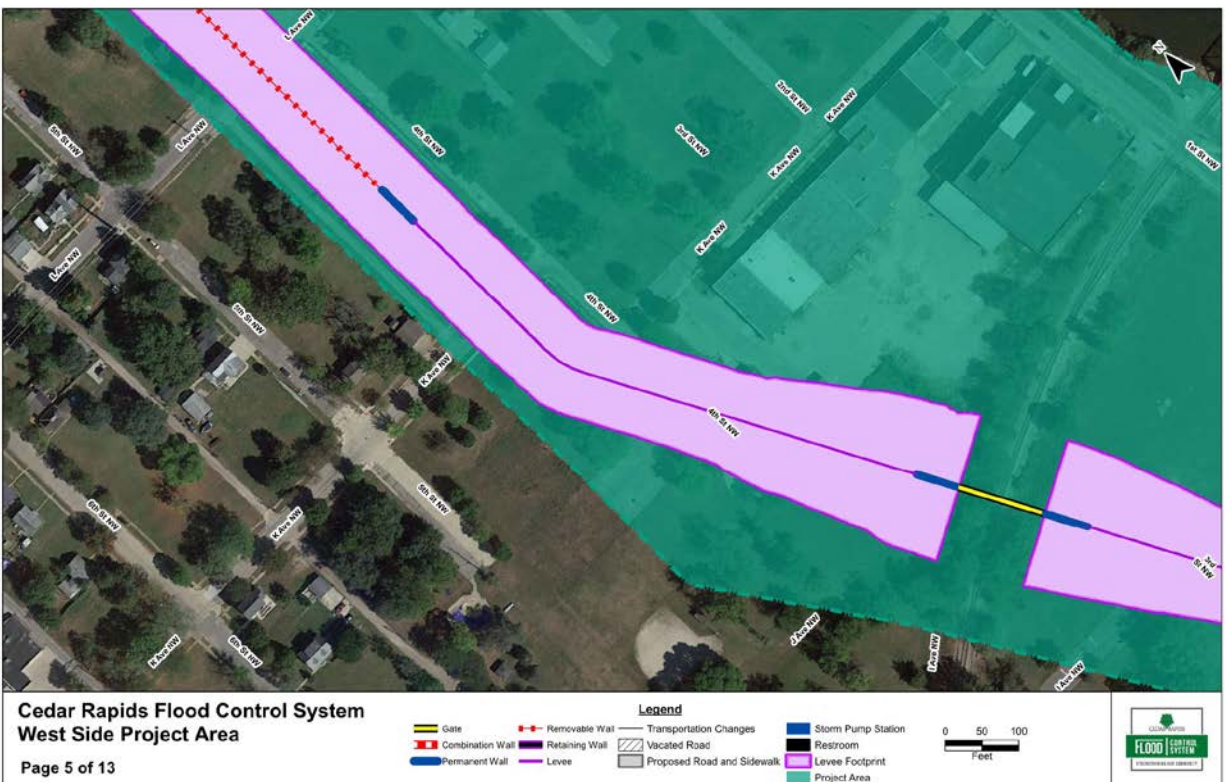 L Ave NW
5th St NW
L Ave NW
4th St NW
2nd St NW
K Ave NW
3rd St NW
K Ave NW
1st St NW
N
L Ave NW
K Ave NW
5th St NW
4th St NW
K Ave NW
4th St NW
6th St NW
K Ave NW
5th St NW
3rd
St NW
K Ave NW
6th St NW
J Ave NW
I Ave NW
I Ave NW
Cedar Rapids Flood Control System
West Side Project Area
Page 5 of 13
Legend
Gate
Combination Wall
Permanent Wall
Removable Wall
Retaining Wall
Levee
Transportation Changes
Vacated Road
Proposed Road and Sidewalk
Storm Pump Station
Restroom
Levee Footprint
Project Area
0 50 100
Feet
CEDAR RAPIDS
FLOOD CONTROL
SYSTEM